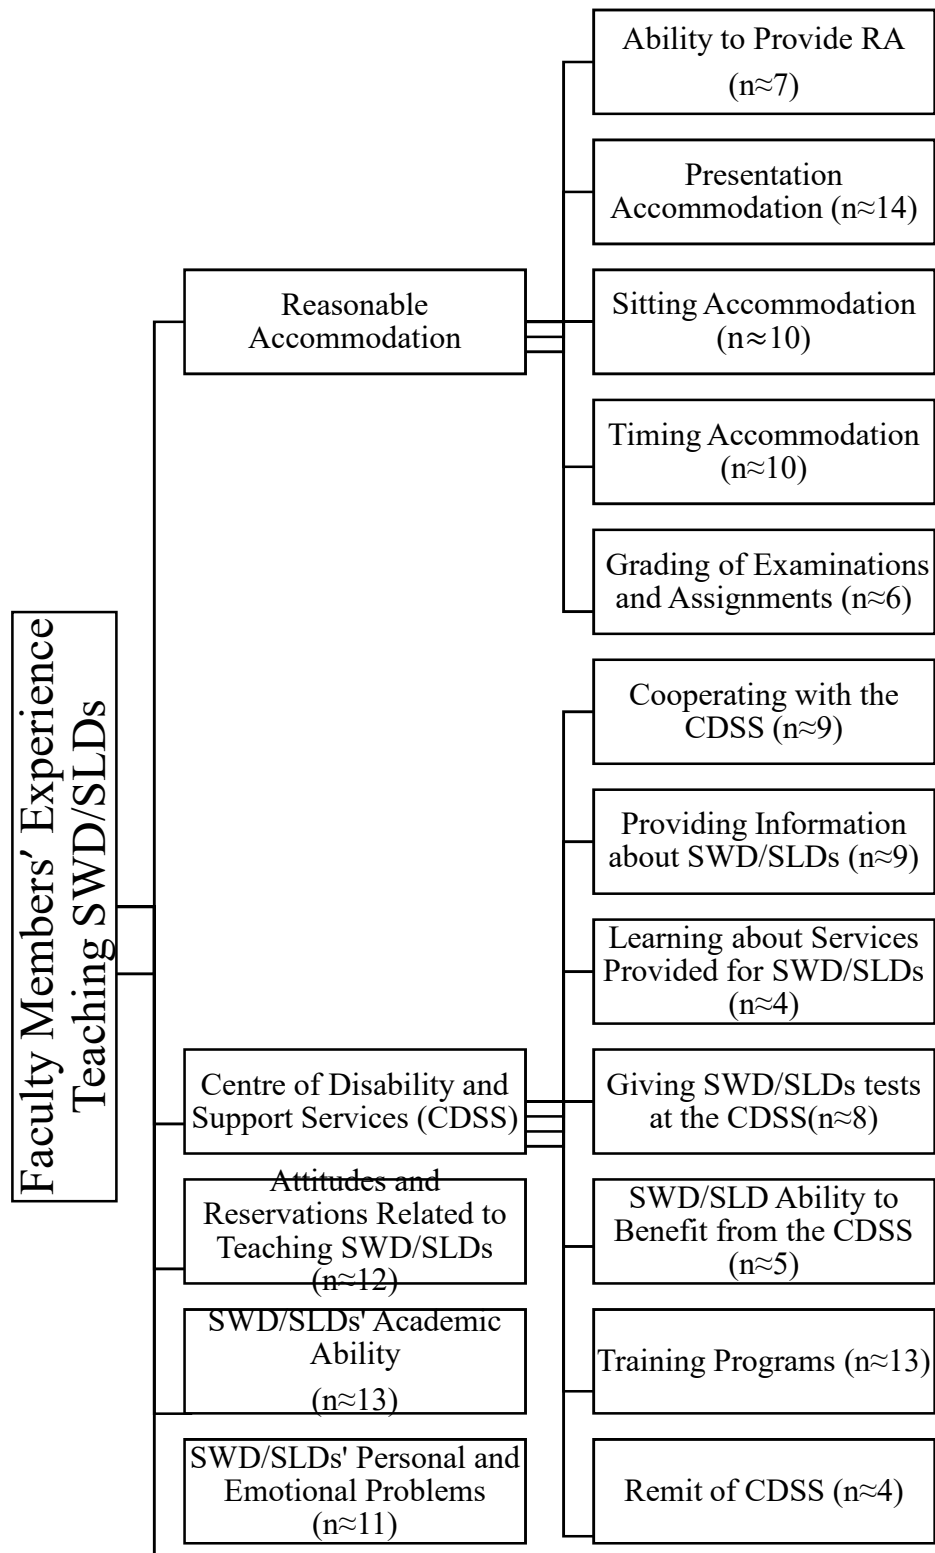 Faculty Members’ Experience
Teaching SWD/SLDs
Reasonable
Accommodation
Ability to Provide RA
(n≈7)
Presentation
Accommodation (n≈14)
Sitting Accommodation
(n≈10)
Timing Accommodation
(n≈10)
Grading of Examinations
and Assignments (n≈6)
Centre of Disability and
Support Services (CDSS)
Cooperating with the
CDSS (n≈9)
Providing Information
about SWD/SLDs (n≈9)
Learning about Services
Provided for SWD/SLDs
(n≈4)
Giving SWD/SLDs tests
at the CDSS(n≈8)
SWD/SLD Ability to
Benefit from the CDSS
(n≈5)
Training Programs (n≈13)
Remit of CDSS (n≈4)
Attitudes and
Reservations Related to
Teaching SWD/SLDs
(n≈12)
SWD/SLDs' Academic
Ability
(n≈13)
SWD/SLDs' Personal and
Emotional Problems
(n≈11)